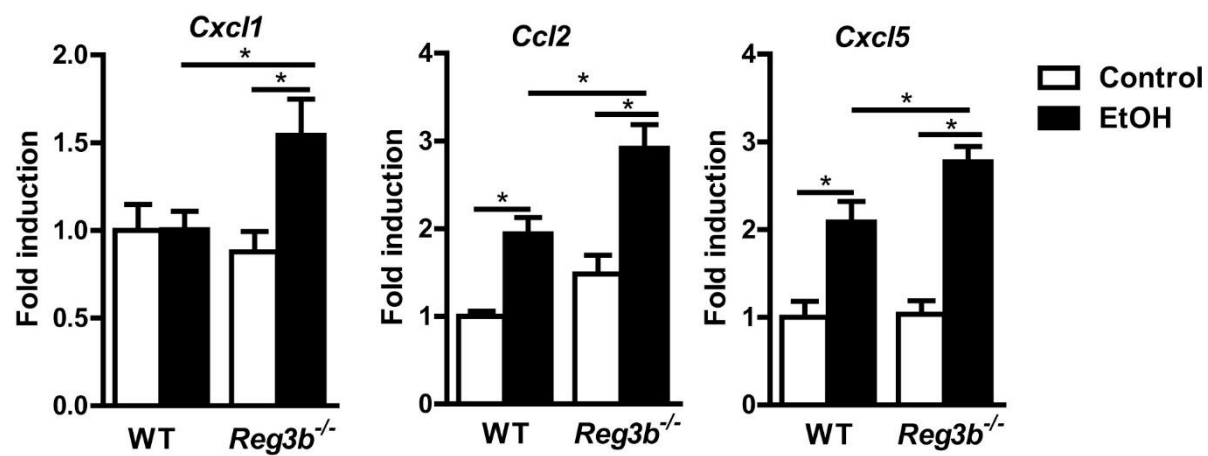 Cxcl1
Fold induction
2.0
1.5
1.0
0.5
0.0
*
*
WT
Reg3b-/-
Ccl2
Fold induction
4
3
2
1
0
*
*
*
WT
Reg3b-/-
Cxcl5
Fold induction
4
3
2
1
0
*
*
*
WT
Reg3b-/-
Control
EtOH